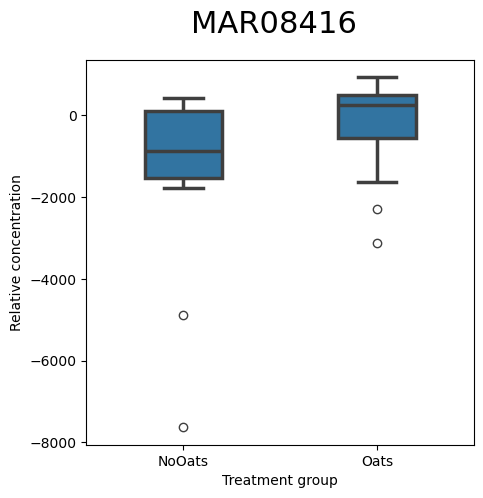 MAR08416
Relative concentration
0
−2000
−4000
−6000
−8000
NoOats
Oats
Treatment group